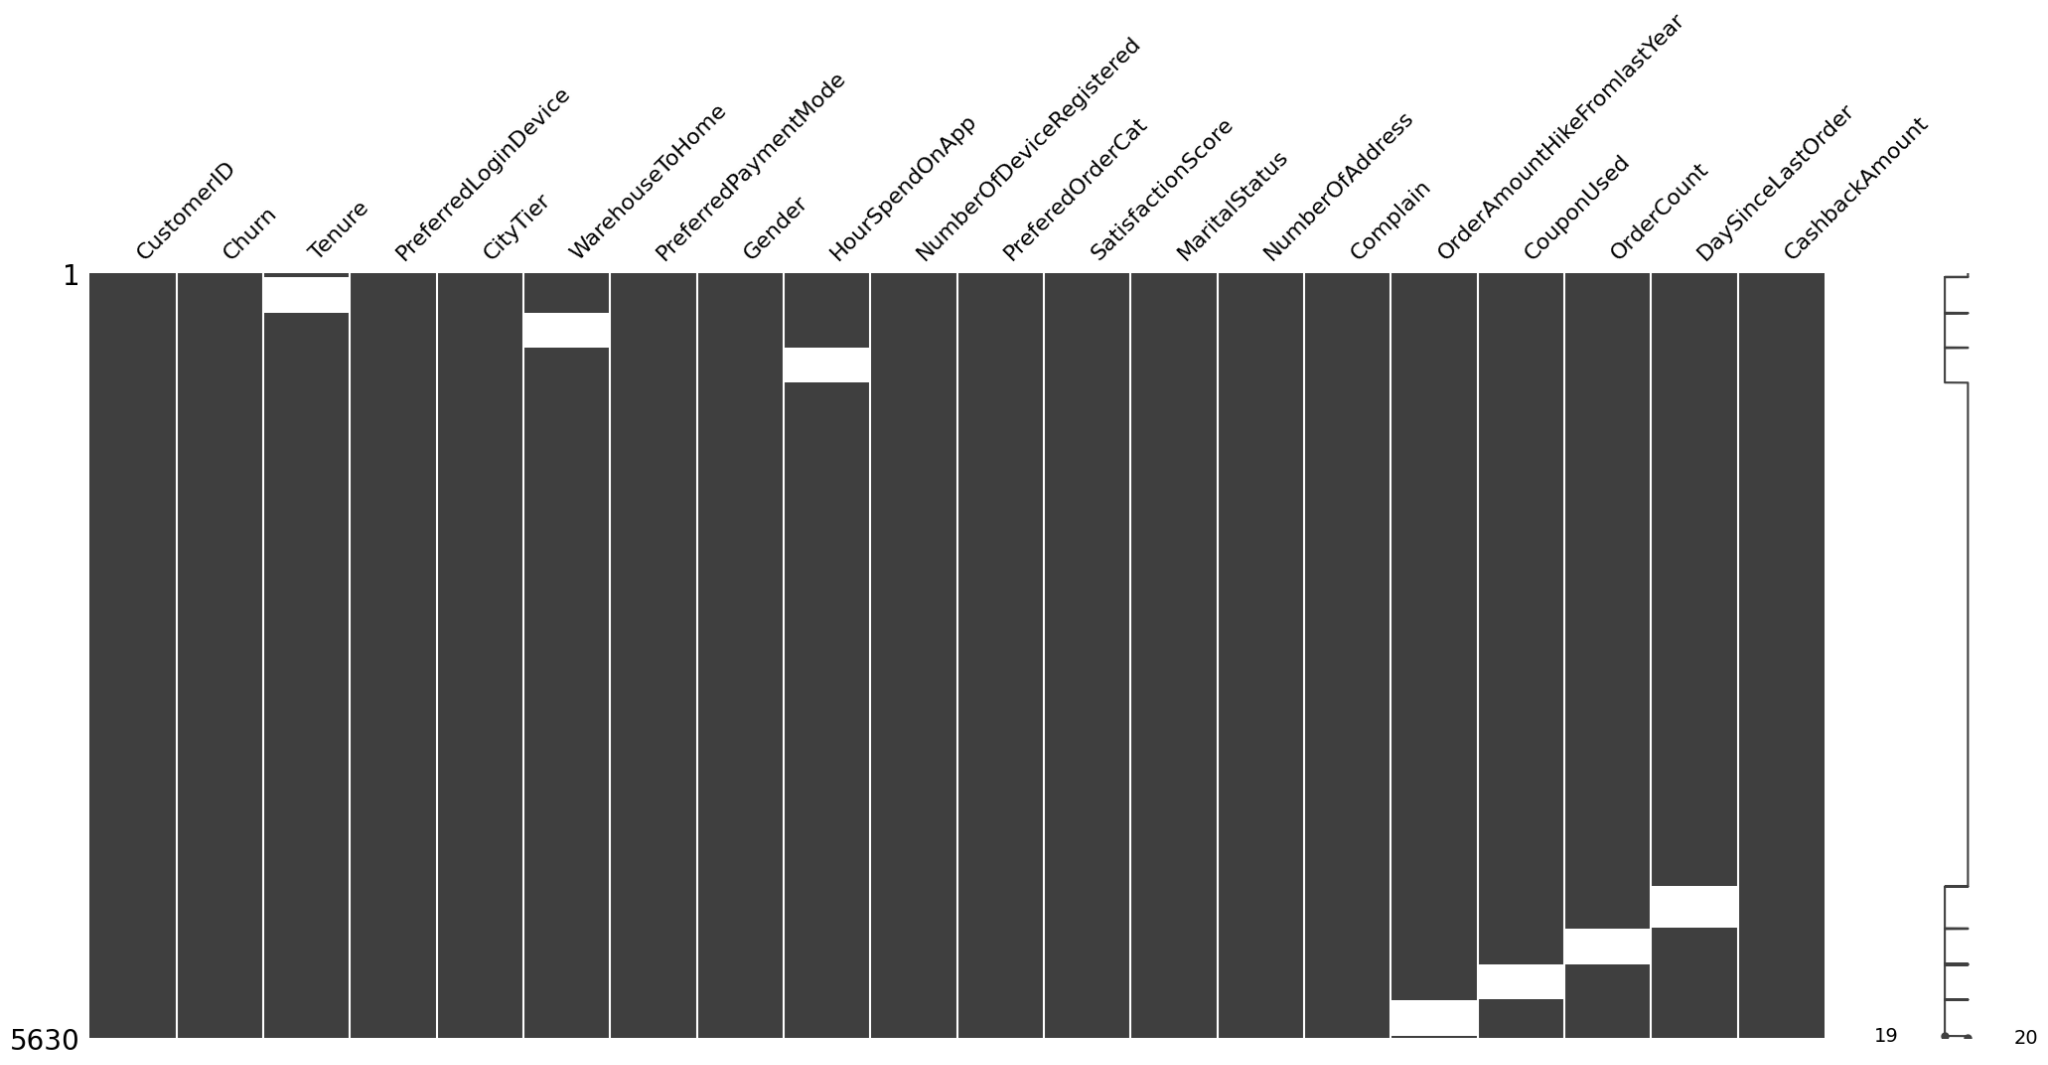 CustomerID
Churn
Tenure
PreferredLoginDevice
CityTier
WarehouseToHome
PreferredPaymentMode
Gender
HourSpendOnApp
NumberOfDeviceRegistered
PreferedOrderCat
SatisfactionScore
MaritalStatus
NumberOfAddress
Complain
OrderAmountHikeFromlastYear
CouponUsed
OrderCount
DaySinceLastOrder
CashbackAmount
1
5630
19
20